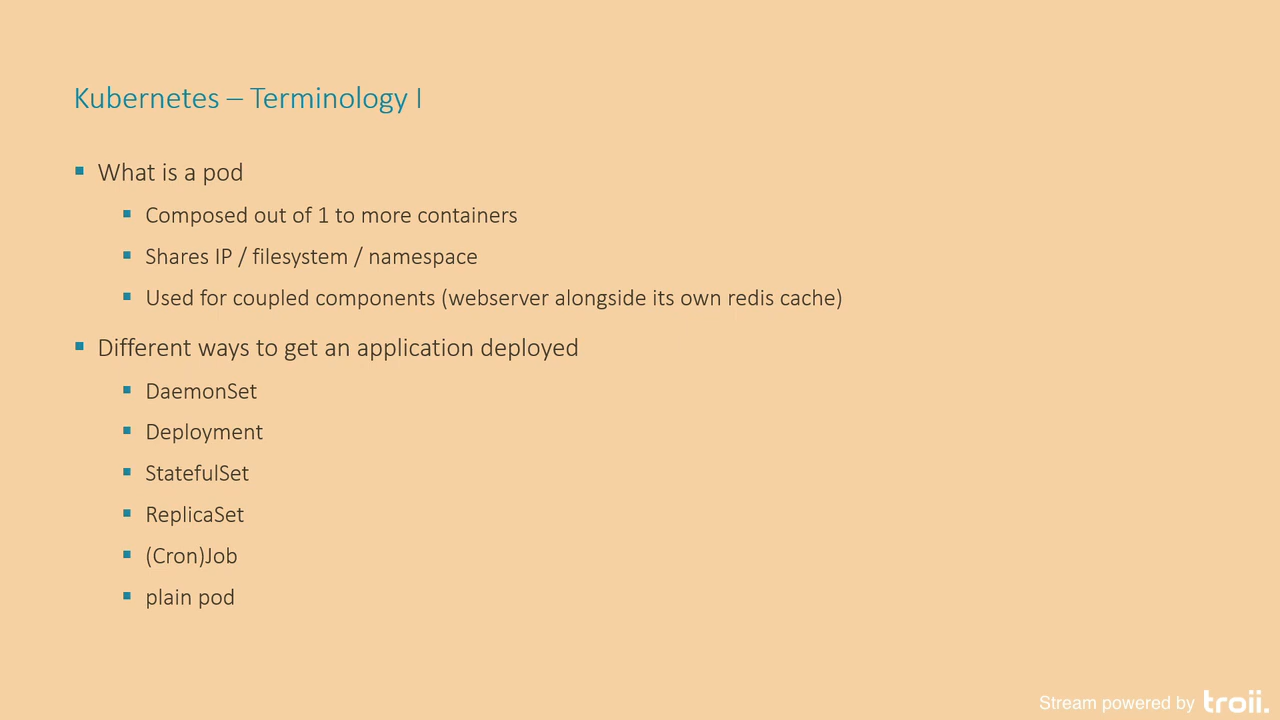 Kubernetes – Terminology I
What is a pod
Composed out of 1 to more containers
Shares IP / filesystem / namespace
Used for coupled components (webserver alongside its own redis cache)
Different ways to get an application deployed
DaemonSet
Deployment
StatefulSet
ReplicaSet
(Cron)Job
plain pod
Stream powered by troii.